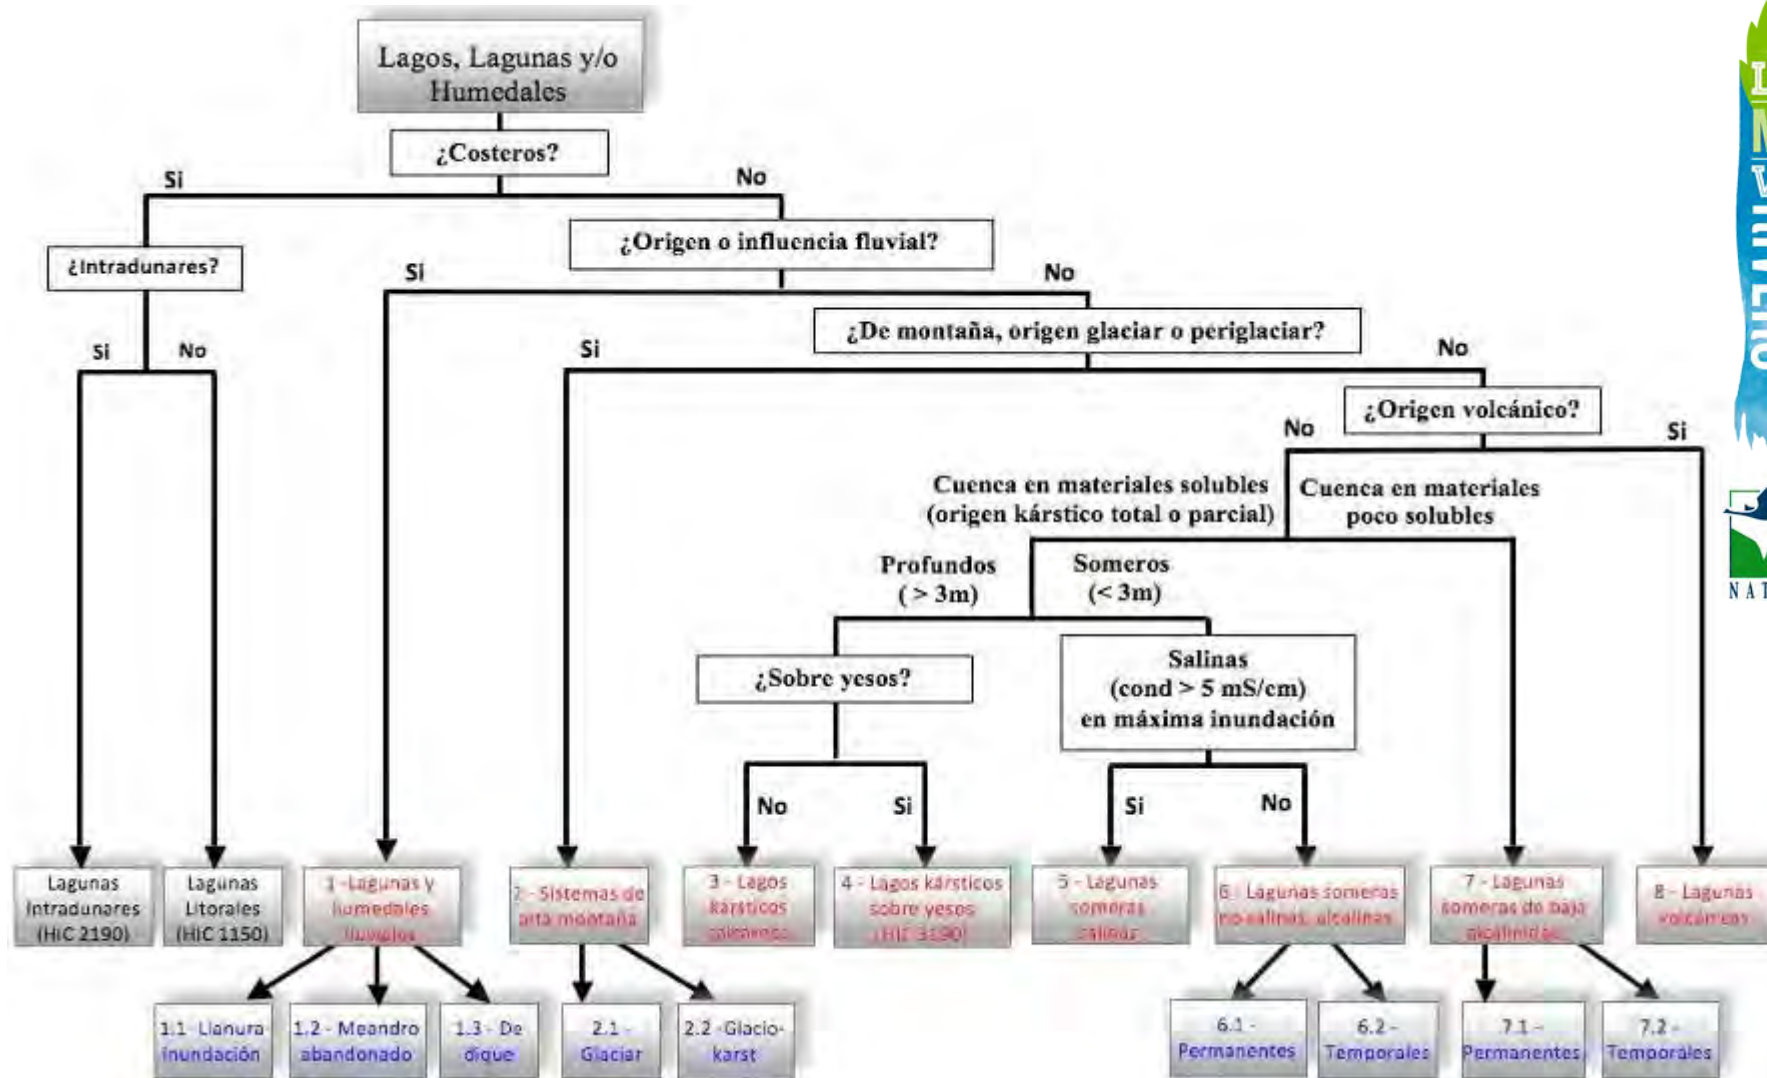 Lagos, Lagunas y/o
Humedales
¿Costeros?
Si
No
¿Intradunares?
¿Origen o influencia fluvial?
Si
No
¿De montaña, origen glaciar o periglaciar?
Si
No
Si
No
¿Origen volcánico?
No
Si
Cuenca en materiales solubles
(origen kárstico total o parcial)
Cuenca en materiales
poco solubles
Profundos
( > 3m)
Someros
(< 3m)
¿Sobre yesos?
Salinas
(cond > 5 mS/cm)
en máxima inundación
No
Si
Si
No
Lagunas
Intradunares
(HIC 2190)
Lagunas
Litorales
(HIC 1150)
1 -Lagunas y
humedales
fluviales
2 - Sistemas de
alta montaña
3 - Lagos
kársticos
calcáreos
4 - Lagos kársticos
sobre yesos
(HIC 3190)
5 - Lagunas
someras
salinas
6 - Lagunas someras
no salinas, alcalinas
7 - Lagunas
someras de baja
alcalinidad
8 - Lagunas
volcánicas
1.1- Llanura
inundación
1.2 - Meandro
abandonado
1.3 - De
dique
2.1 -
Glaciar
2.2 -Glacio-
karst
6.1 -
Permanentes
6.2 -
Temporales
7.1 -
Permanentes
7.2 -
Temporales